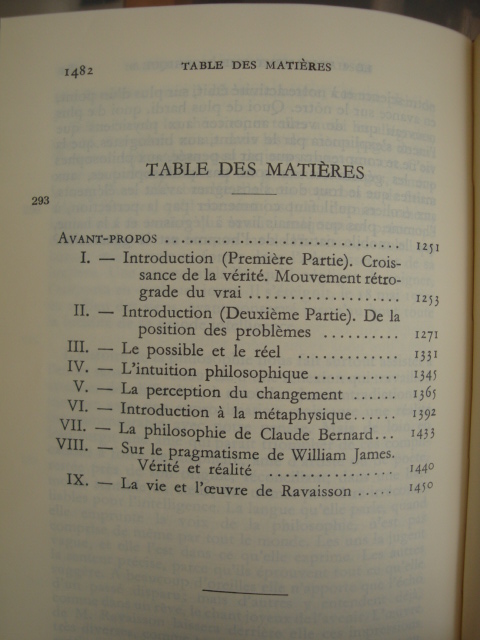 1482 TABLE DES MATIÈRES
TABLE DES MATIÈRES
293
AVANT-PROPOS .............................. 1251
I. — Introduction (Première Partie). Crois-
sance de la vérité. Mouvement rétro-
grade du vrai .................... 1253
II. — Introduction (Deuxième Partie). De la
position des problèmes .......... 1271
III. — Le possible et le réel ............. 1331
IV. — L'intuition philosophique ........... 1345
V. — La perception du changement ...... 1365
VI. — Introduction à la métaphysique...... 1392
VII. — La philosophie de Claude Bernard... 1433
VIII. — Sur le pragmatisme de William James.
Vérité et réalité ................ 1440
IX. — La vie et l'œuvre de Ravaisson ..... 1450